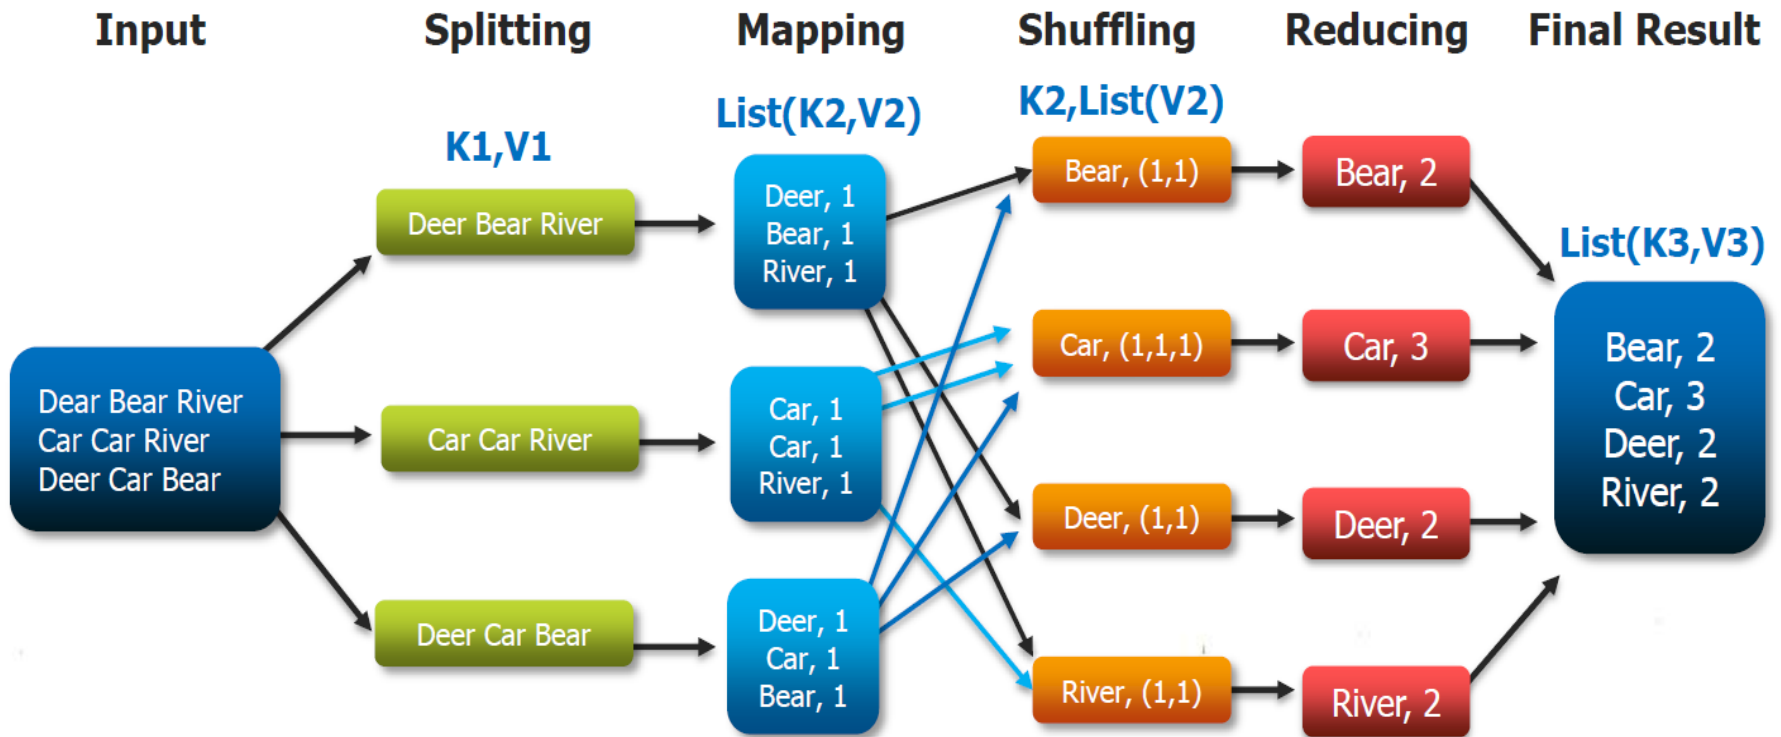 Input
Splitting
Mapping
Shuffling
Reducing
Final Result
K1,V1
List(K2,V2)
K2,List(V2)
List(K3,V3)
Dear Bear River
Car Car River
Deer Car Bear
Deer Bear River
Car Car River
Deer Car Bear
Deer, 1
Bear, 1
River, 1
Car, 1
Car, 1
River, 1
Deer, 1
Car, 1
Bear, 1
Bear, (1,1)
Car, (1,1,1)
Deer, (1,1)
River, (1,1)
Bear, 2
Car, 3
Deer, 2
River, 2
Bear, 2
Car, 3
Deer, 2
River, 2